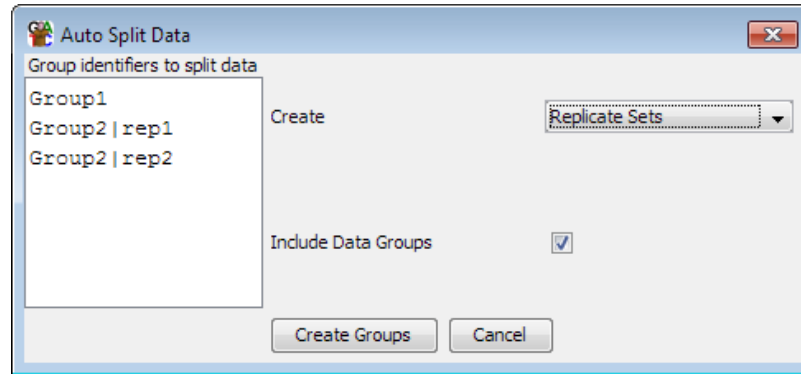 Auto Split Data
Group identifiers to split data
Group1
Group2|rep1
Group2|rep2
Create
Replicate Sets
Include Data Groups
Create Groups
Cancel